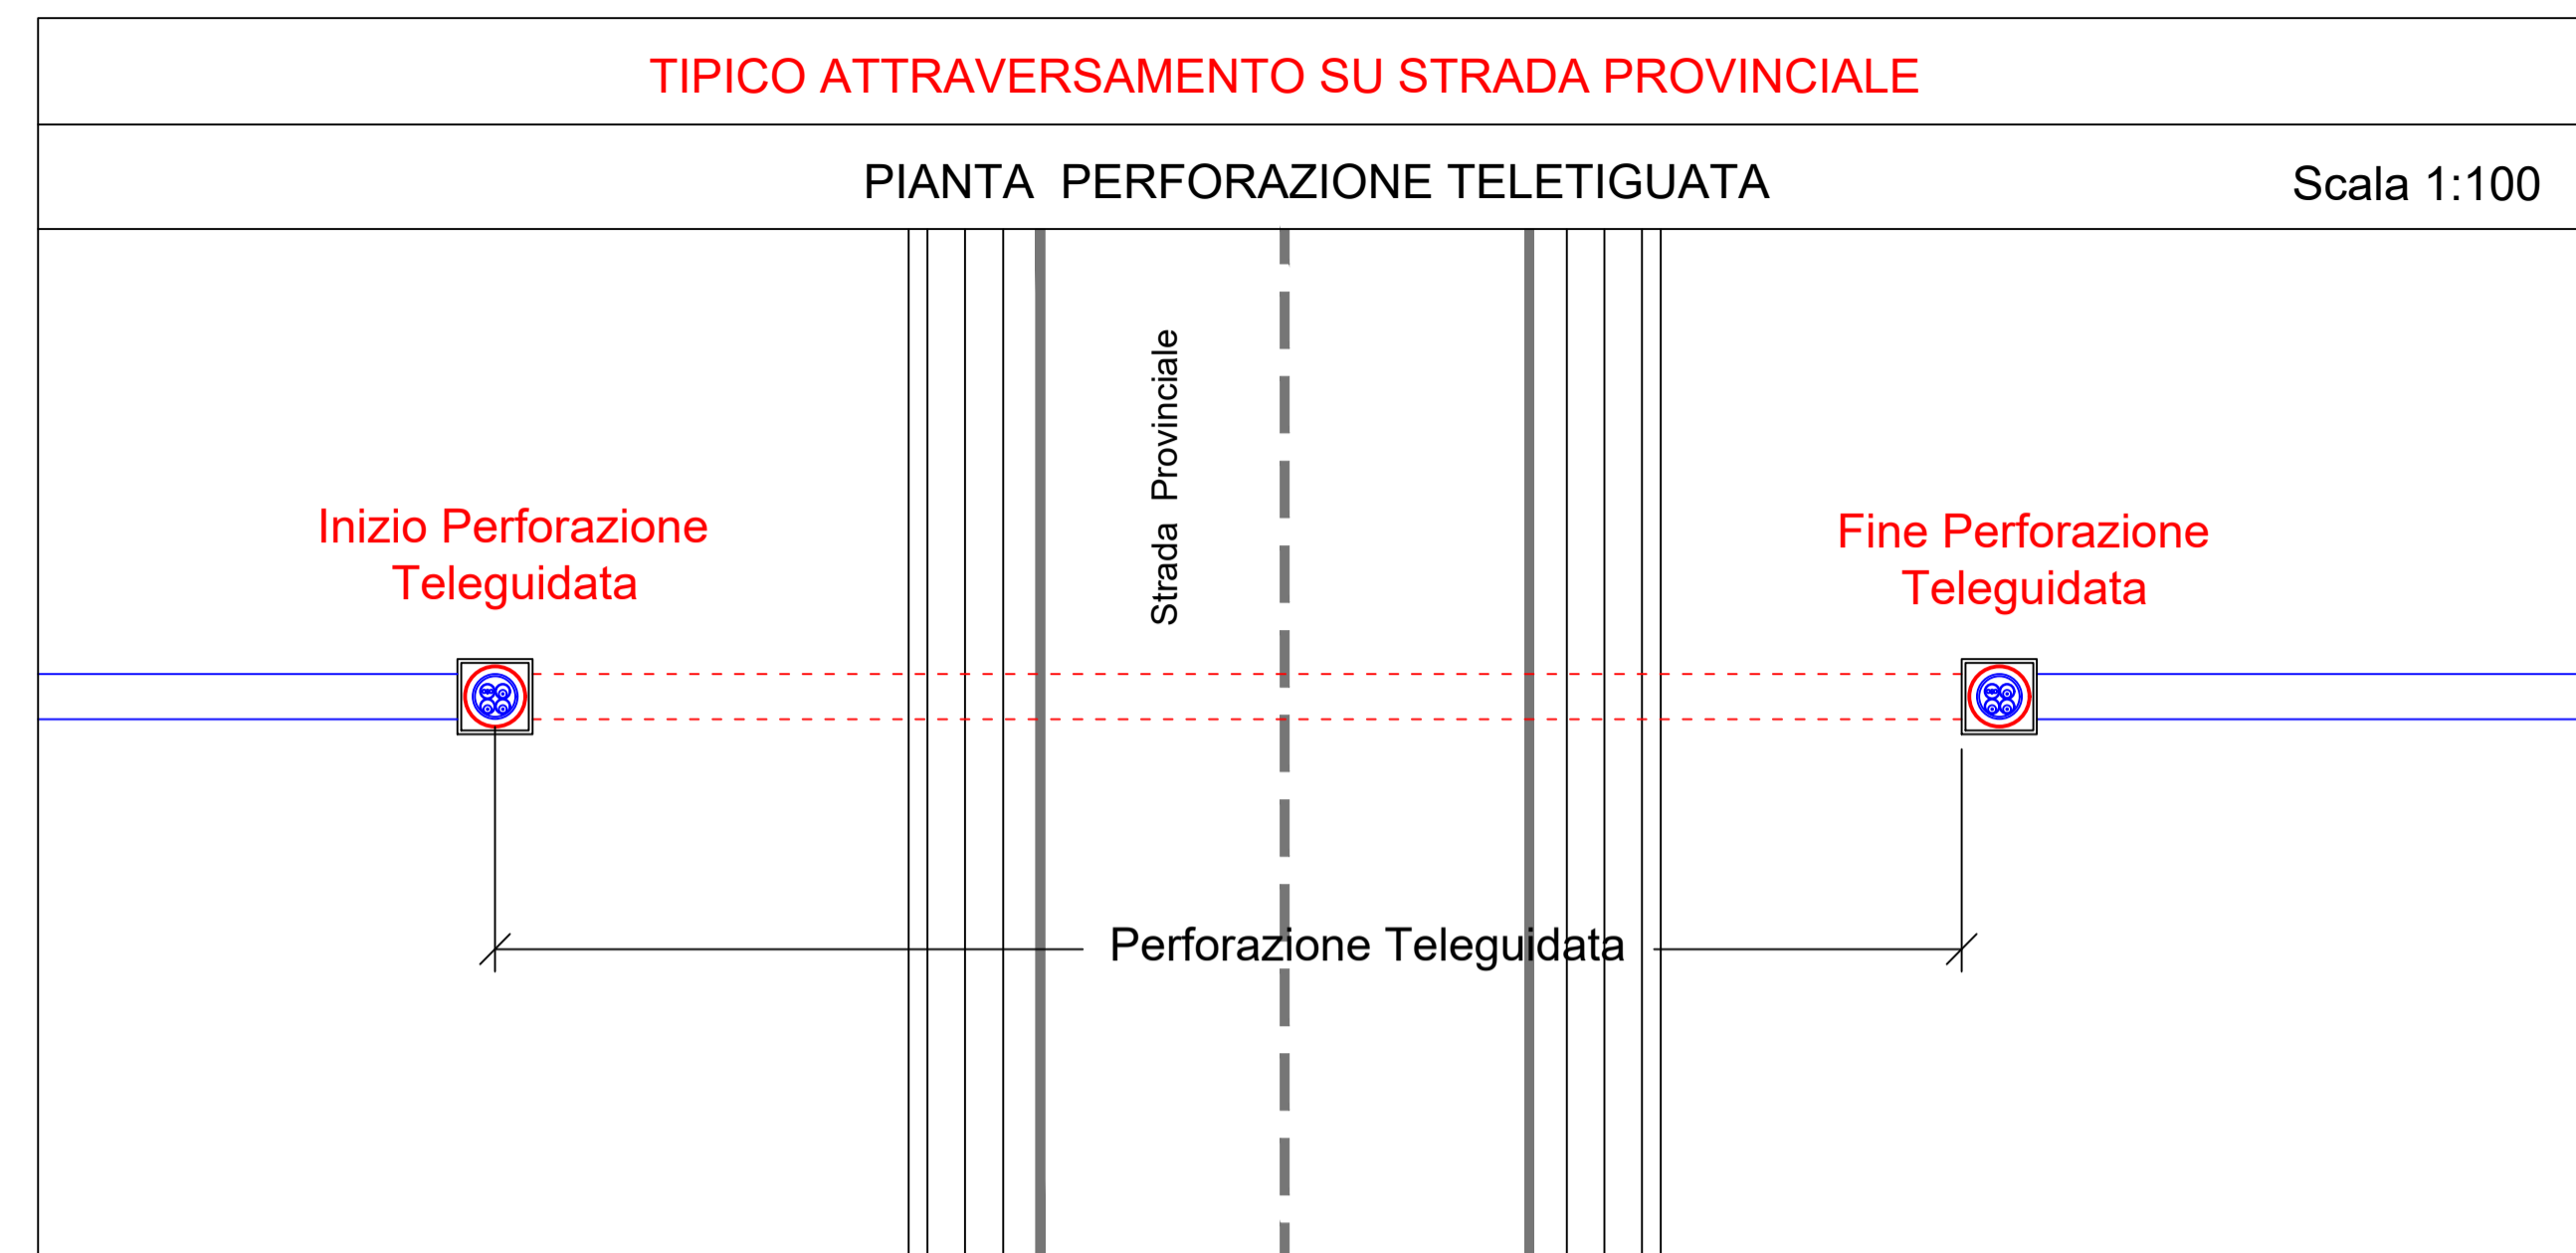 TIPICO ATTRAVERSAMENTO SU STRADA PROVINCIALE
PIANTA PERFORAZIONE TELETIGUATA
Scala 1:100
Strada Provinciale
Inizio Perforazione
Teleguidata
Fine Perforazione
Teleguidata
Perforazione Teleguidata